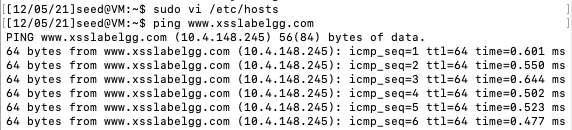 [12/05/21]seed@VM:~$ sudo vi /etc/hosts
[12/05/21]seed@VM:~$ ping www.xsslabelgg.com
PING www.xsslabelgg.com (10.4.148.245) 56(84) bytes of data.
64 bytes from www.xsslabelgg.com (10.4.148.245): icmp_seq=1 ttl=64 time=0.601 ms
64 bytes from www.xsslabelgg.com (10.4.148.245): icmp_seq=2 ttl=64 time=0.550 ms
64 bytes from www.xsslabelgg.com (10.4.148.245): icmp_seq=3 ttl=64 time=0.644 ms
64 bytes from www.xsslabelgg.com (10.4.148.245): icmp_seq=4 ttl=64 time=0.502 ms
64 bytes from www.xsslabelgg.com (10.4.148.245): icmp_seq=5 ttl=64 time=0.523 ms
64 bytes from www.xsslabelgg.com (10.4.148.245): icmp_seq=6 ttl=64 time=0.477 ms